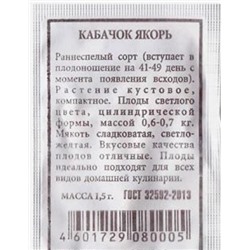 КАБАЧОК ЯКОРЬ
Раннеспелый сорт (вступает в
плодоношение на 41-49 день с
момента появления всходов).
Растение кустовое,
компактное. Плоды светлого
цвета, цилиндрической
формы, массой 0,6-0,7 кг.
Мякоть сладковатая, светло-
желтая. Вкусовые качества
плодов отличные. Плоды
идеально подходят для всех
видов домашней кулинарии.
МАССА 1,5 г. ГОСТ 32592-2013
4 601729 080005